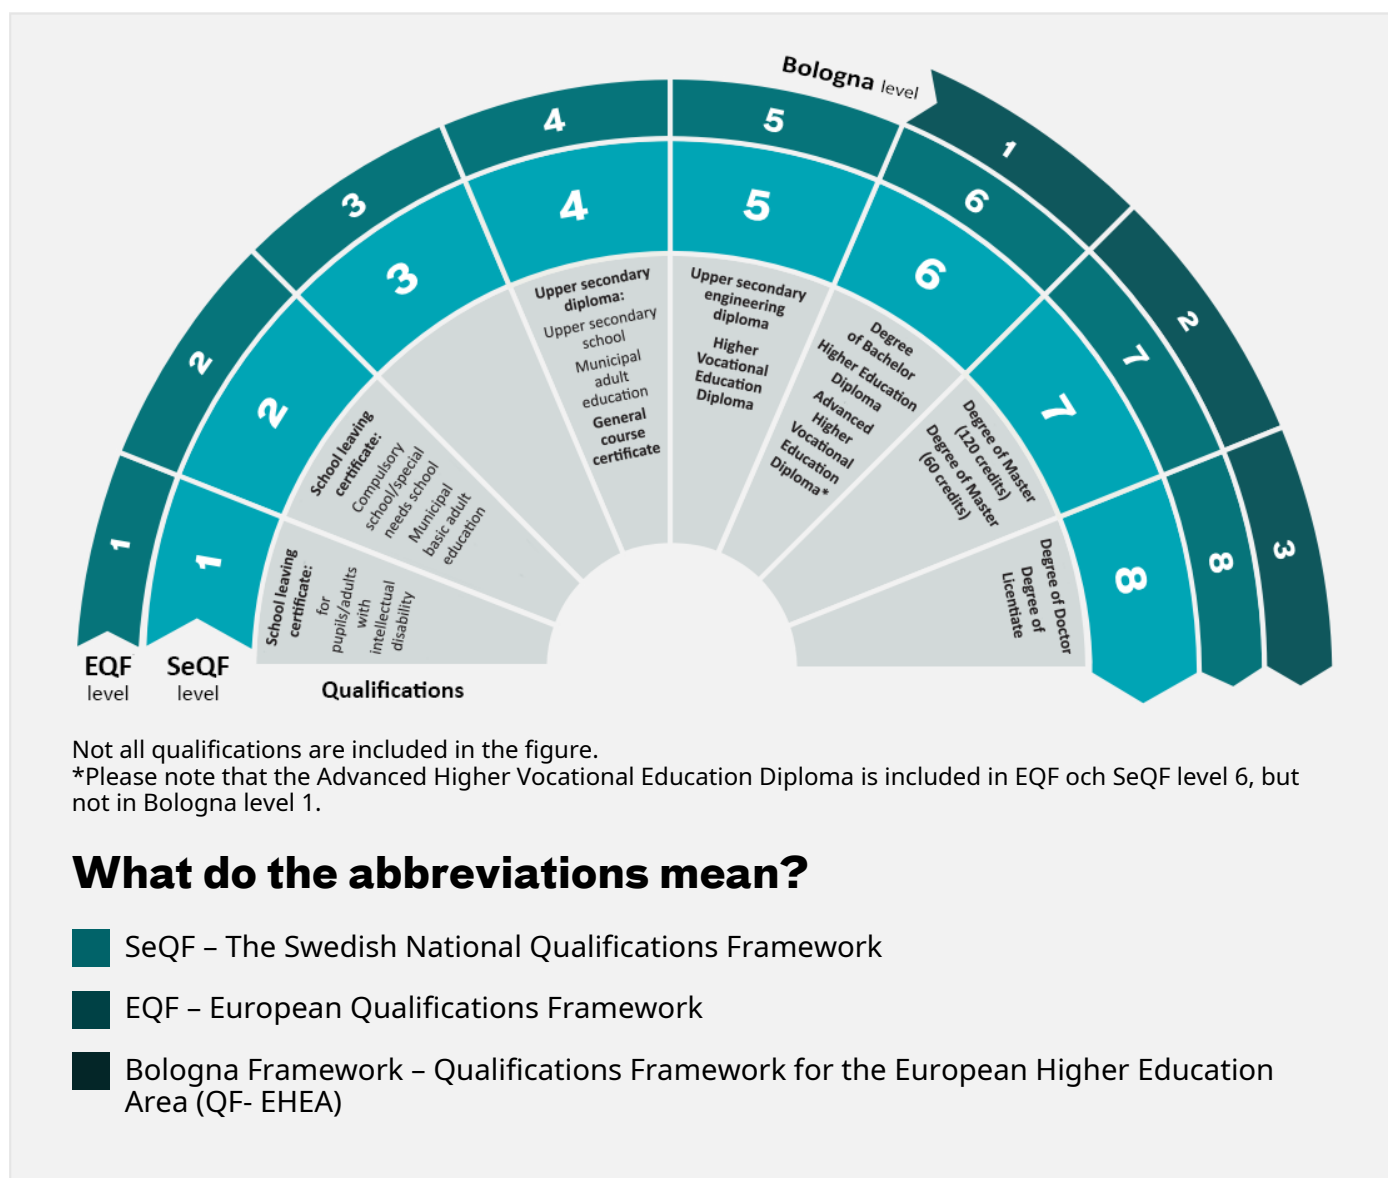 Bologna level
1
2
3
1
2
3
4
5
6
7
8
1
2
3
4
5
6
7
8
School leaving
certificate:
for
pupils/adults
with
intellectual
disability
School leaving
certificate:
Compulsory
school/special
needs school
Municipal
basic adult
education
Upper secondary
diploma:
Upper secondary
school
Municipal
adult
education
General
course
certificate
Upper secondary
engineering
diploma
Higher
Vocational
Education
Diploma
Degree
of Bachelor
Higher Education
Diploma
Advanced
Higher
Vocational
Education
Diploma*
Degree of Master
(120 credits)
Degree of Master
(60 credits)
Degree of Doctor
Degree of
Licentiate
EQF
level
SeQF
level
Qualifications
Not all qualifications are included in the figure.
*Please note that the Advanced Higher Vocational Education Diploma is included in EQF och SeQF level 6, but
not in Bologna level 1.
What do the abbreviations mean?
SeQF – The Swedish National Qualifications Framework
EQF – European Qualifications Framework
Bologna Framework – Qualifications Framework for the European Higher Education
Area (QF- EHEA)